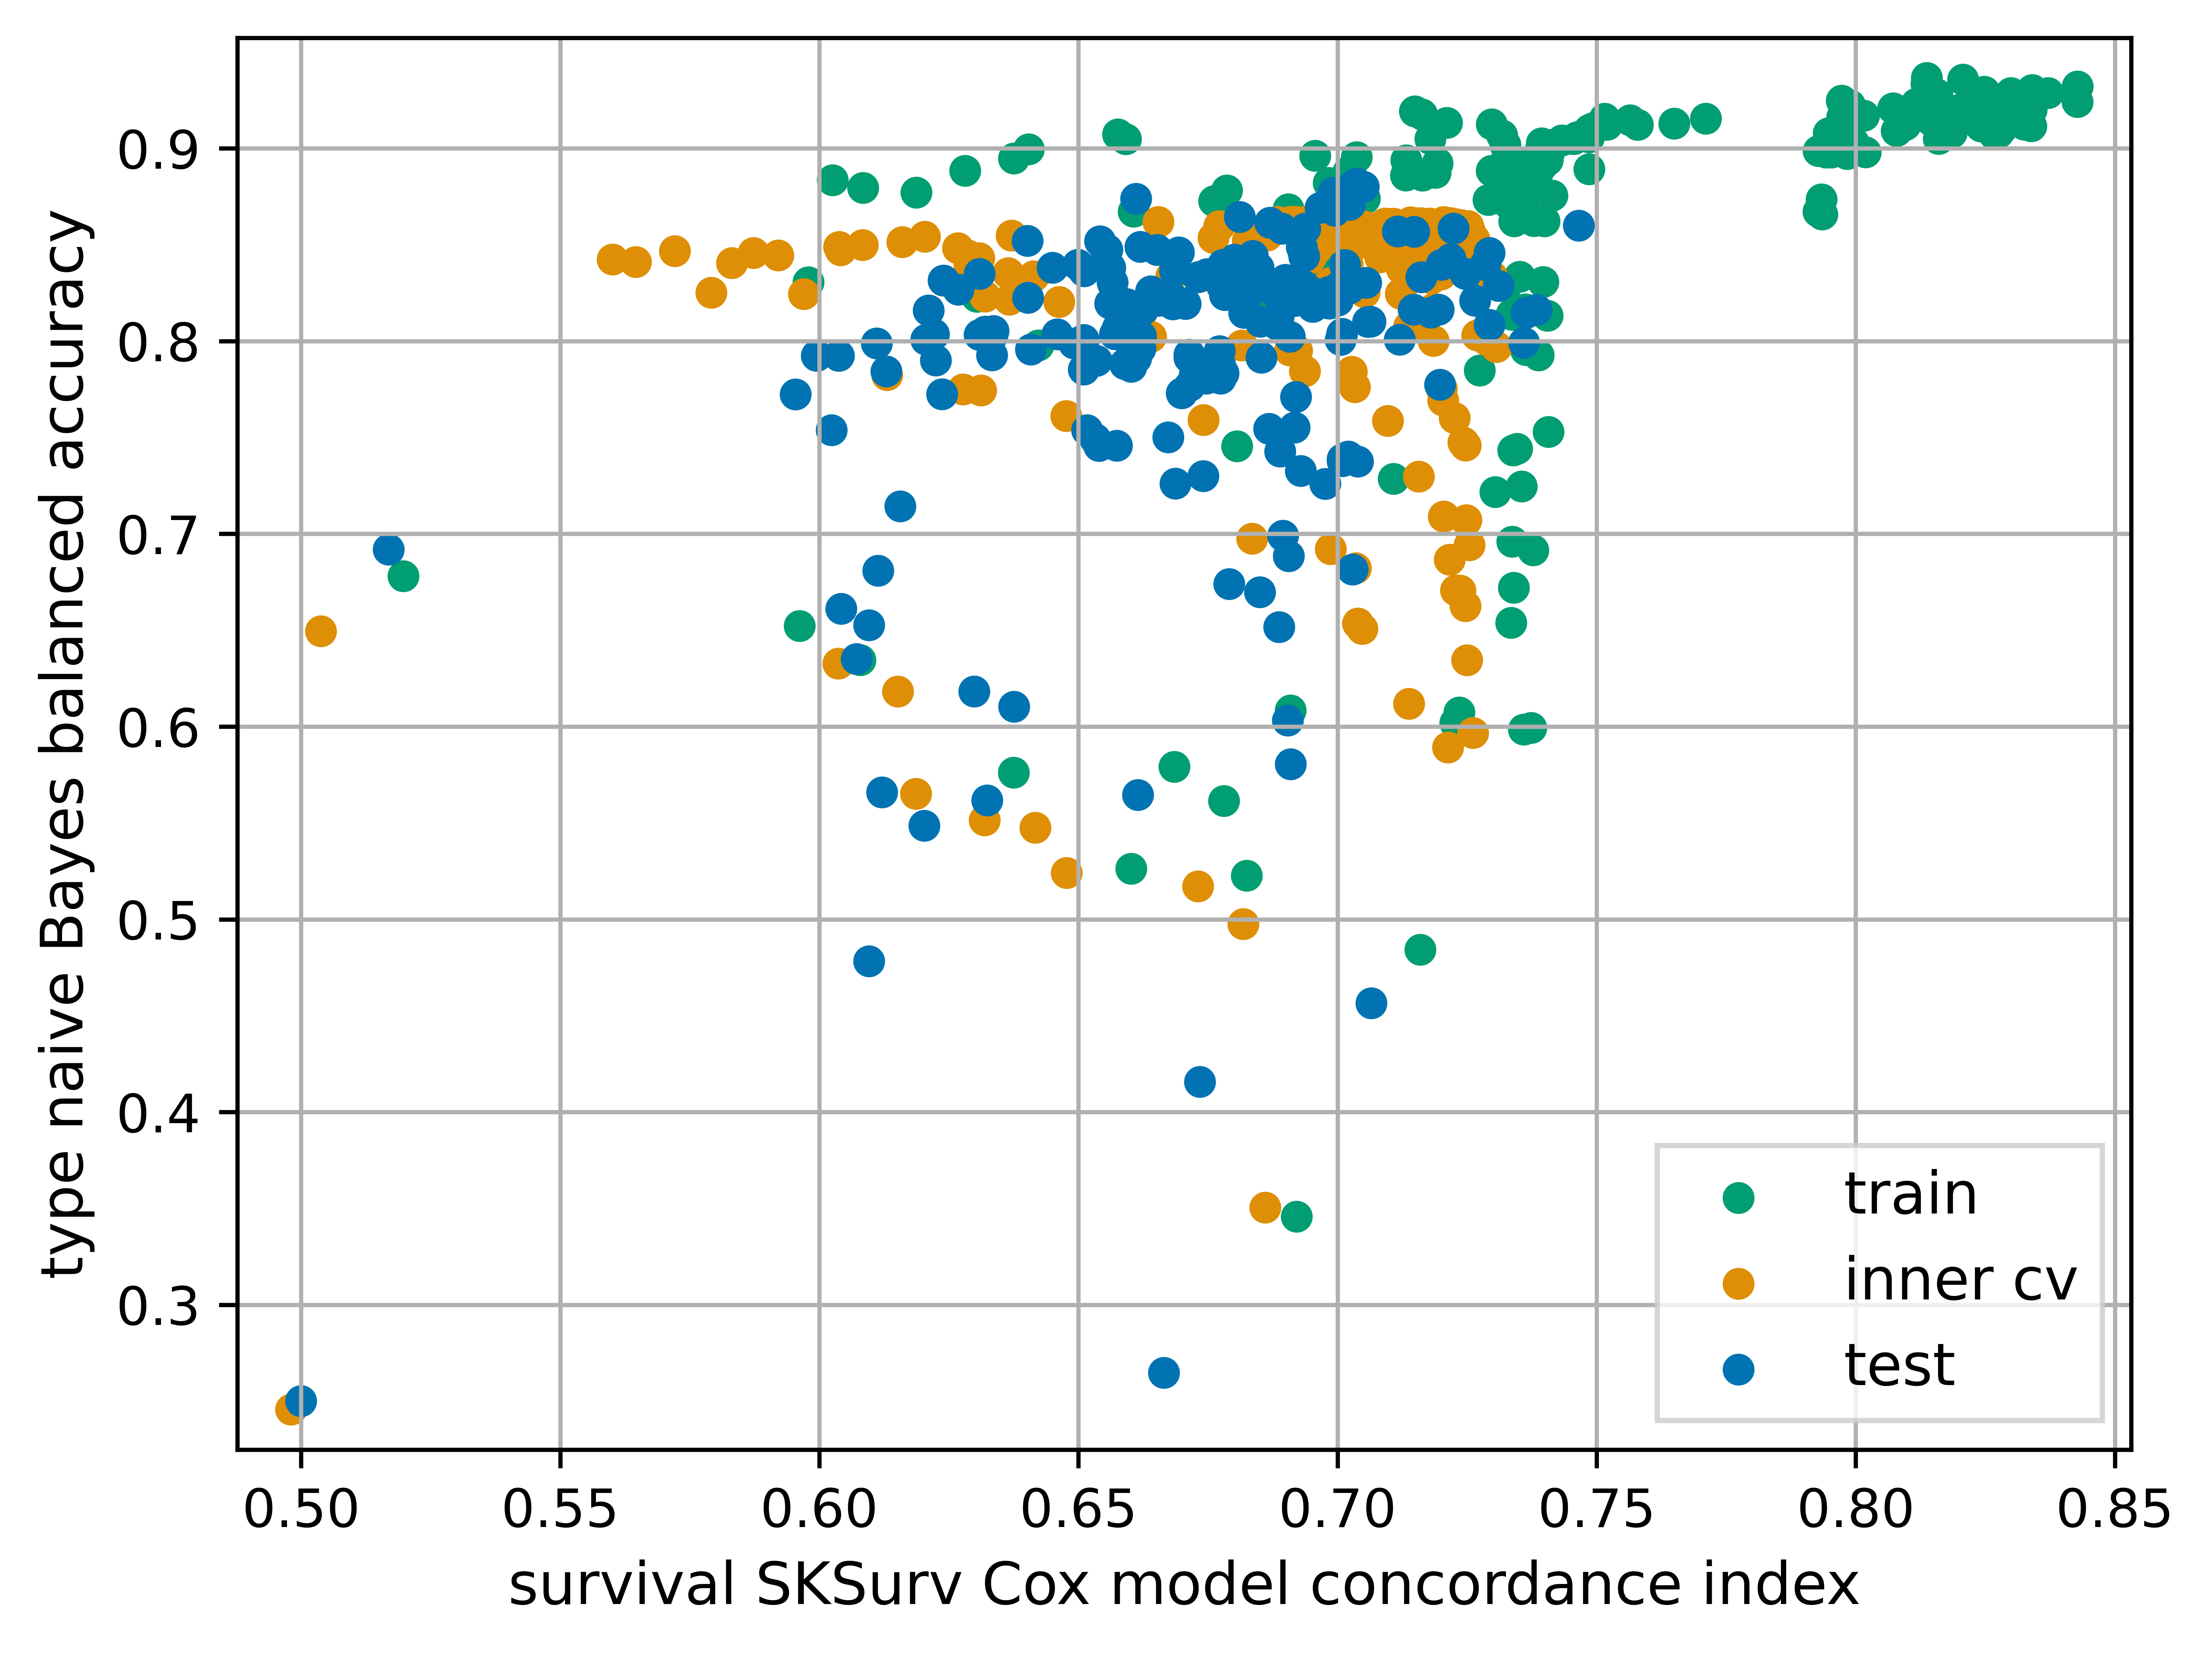 type naive Bayes balanced accuracy
0.9
0.8
0.7
0.6
0.5
0.4
0.3
train
inner cv
test
0.50 0.55 0.60 0.65 0.70 0.75 0.80 0.85
survival SKSurv Cox model concordance index